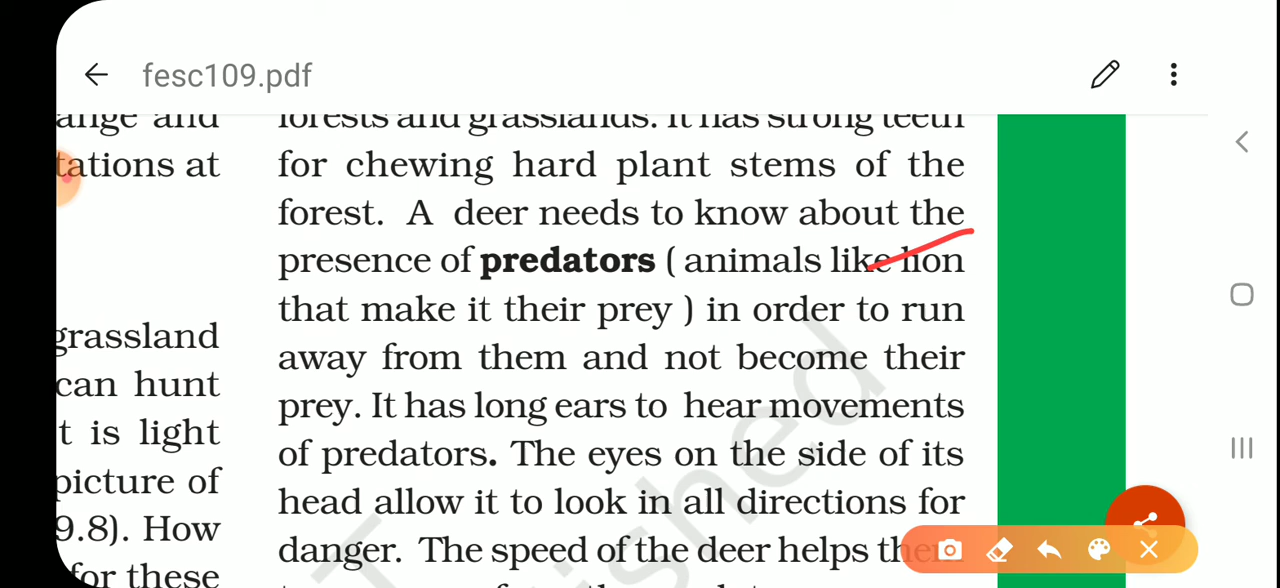 fesc109.pdf
ange and
tations at
grassland
can hunt
t is light
picture of
9.8). How
for these
forests and grasslands. It has strong teeth
for chewing hard plant stems of the
forest. A deer needs to know about the
presence of predators ( animals like lion
that make it their prey ) in order to run
away from them and not become their
prey. It has long ears to hear movements
of predators. The eyes on the side of its
head allow it to look in all directions for
danger. The speed of the deer helps them